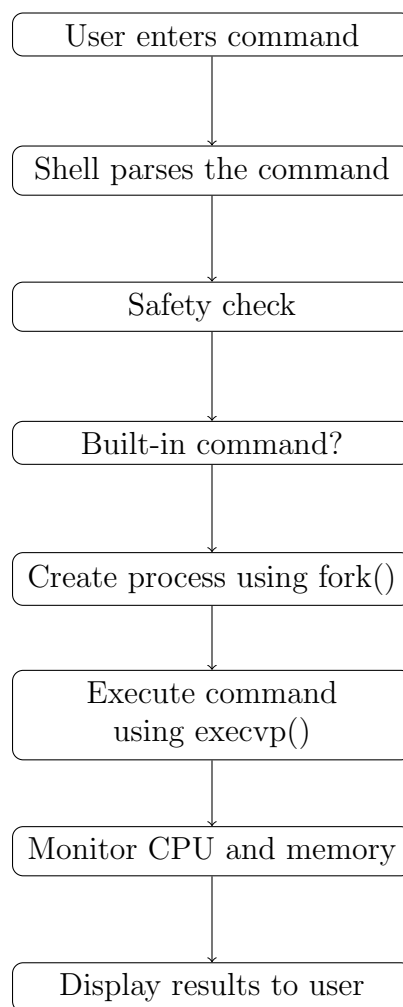 User enters command
Shell parses the command
Safety check
Built-in command?
Create process using fork()
Execute command
using execvp()
Monitor CPU and memory
Display results to user